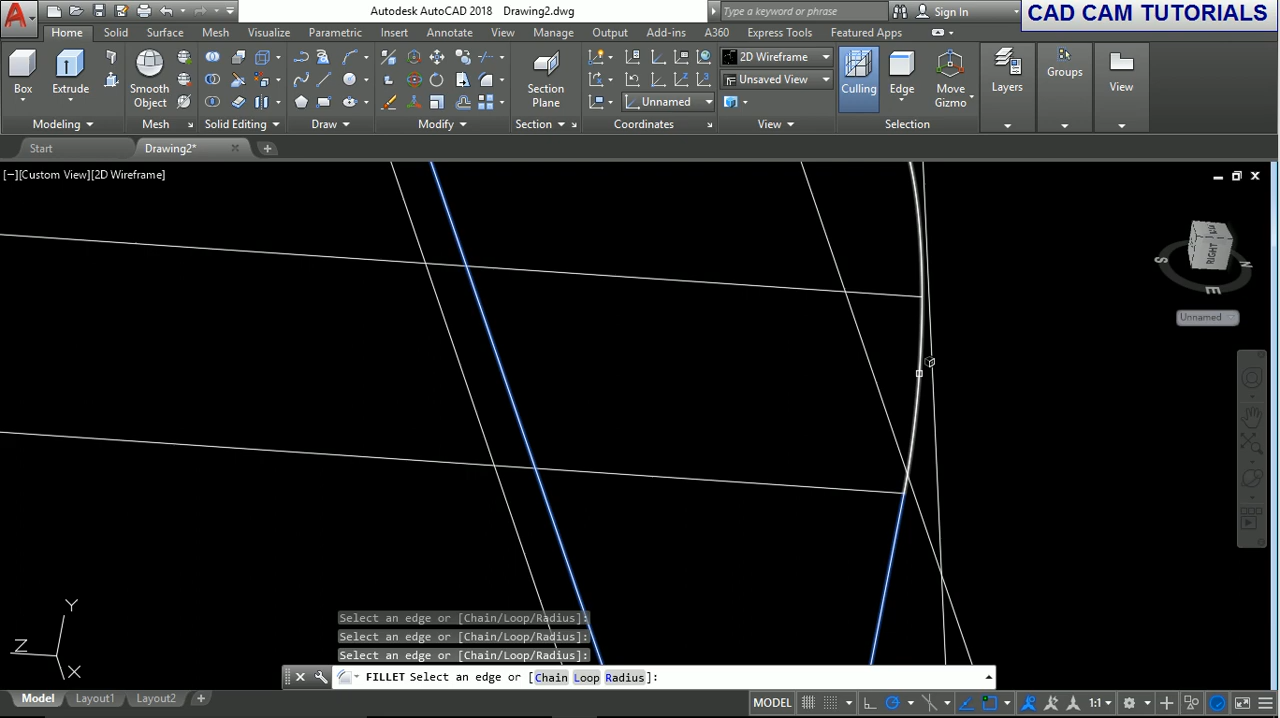 Autodesk AutoCAD 2018 Drawing2.dwg
Type a keyword or phrase
Sign In
CAD CAM TUTORIALS
Home Solid Surface Mesh Visualize Parametric Insert Annotate View Manage Output Add-ins A360 Express Tools Featured Apps
Box
Extrude
Smooth
Object
Section
Plane
2D Wireframe
Unsaved View
Unnamed
Culling
Edge
Move
Gizmo
Layers
Groups
View
Modeling
Mesh
Solid Editing
Draw
Modify
Section
Coordinates
View
Selection
Start
Drawing2*
[−][Custom View][2D Wireframe]
RIGHT
S
N
E
Unnamed
Y
Z
X
Select an edge or [Chain/Loop/Radius]:
Select an edge or [Chain/Loop/Radius]:
Select an edge or [Chain/Loop/Radius]:
FILLET Select an edge or [Chain Loop Radius]:
Model Layout1 Layout2
MODEL
1:1